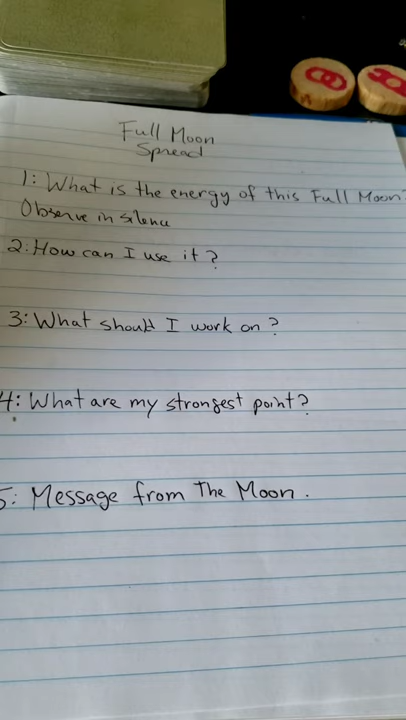 Full Moon
Spread
1: What is the energy of this Full Moon?
Observe in silence
2. How can I use it?
3: What should I work on?
4: What are my strongest point?
5: Message from The Moon.